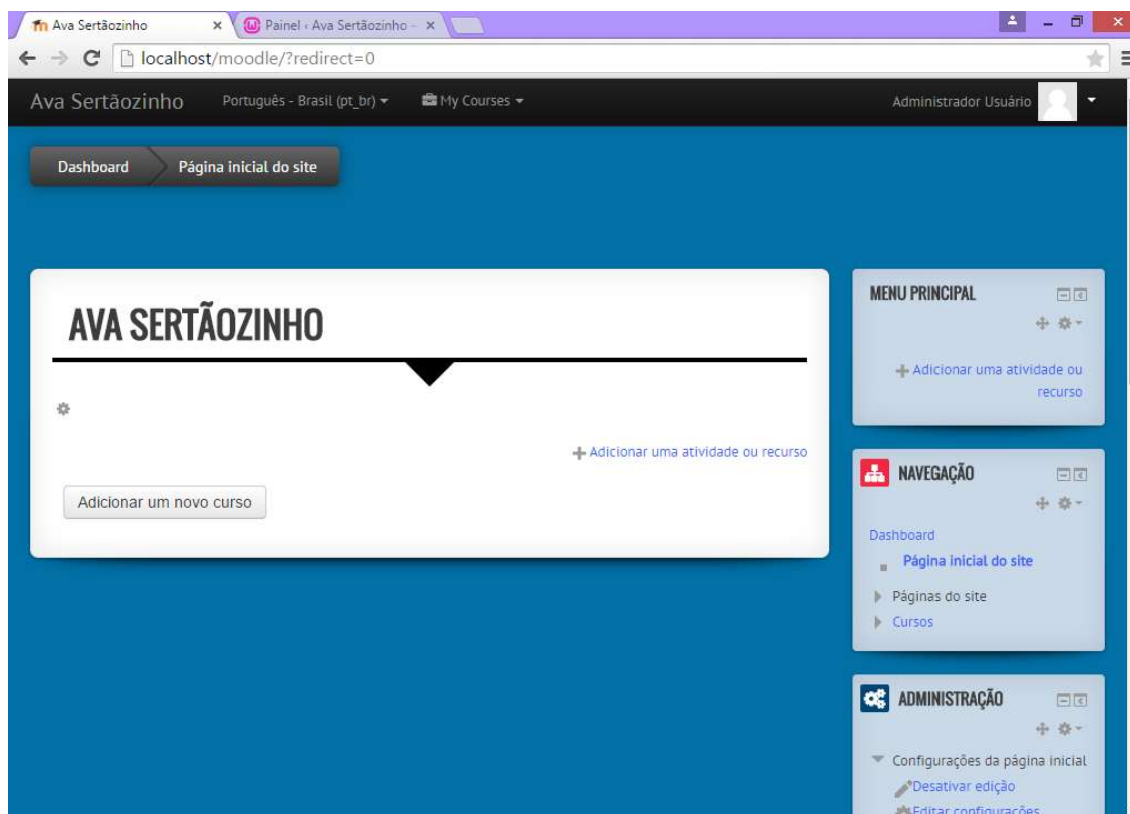 Ava Sertãozinho
Painel ‹ Ava Sertãozinho –
localhost/moodle/?redirect=0
Ava Sertãozinho Português - Brasil (pt_br) My Courses Administrador Usuário
Dashboard Página inicial do site
AVA SERTÃOZINHO
Adicionar uma atividade ou recurso
Adicionar um novo curso
MENU PRINCIPAL
Adicionar uma atividade ou
recurso
NAVEGAÇÃO
Dashboard
Página inicial do site
Páginas do site
Cursos
ADMINISTRAÇÃO
Configurações da página inicial
Desativar edição
Editar configurações